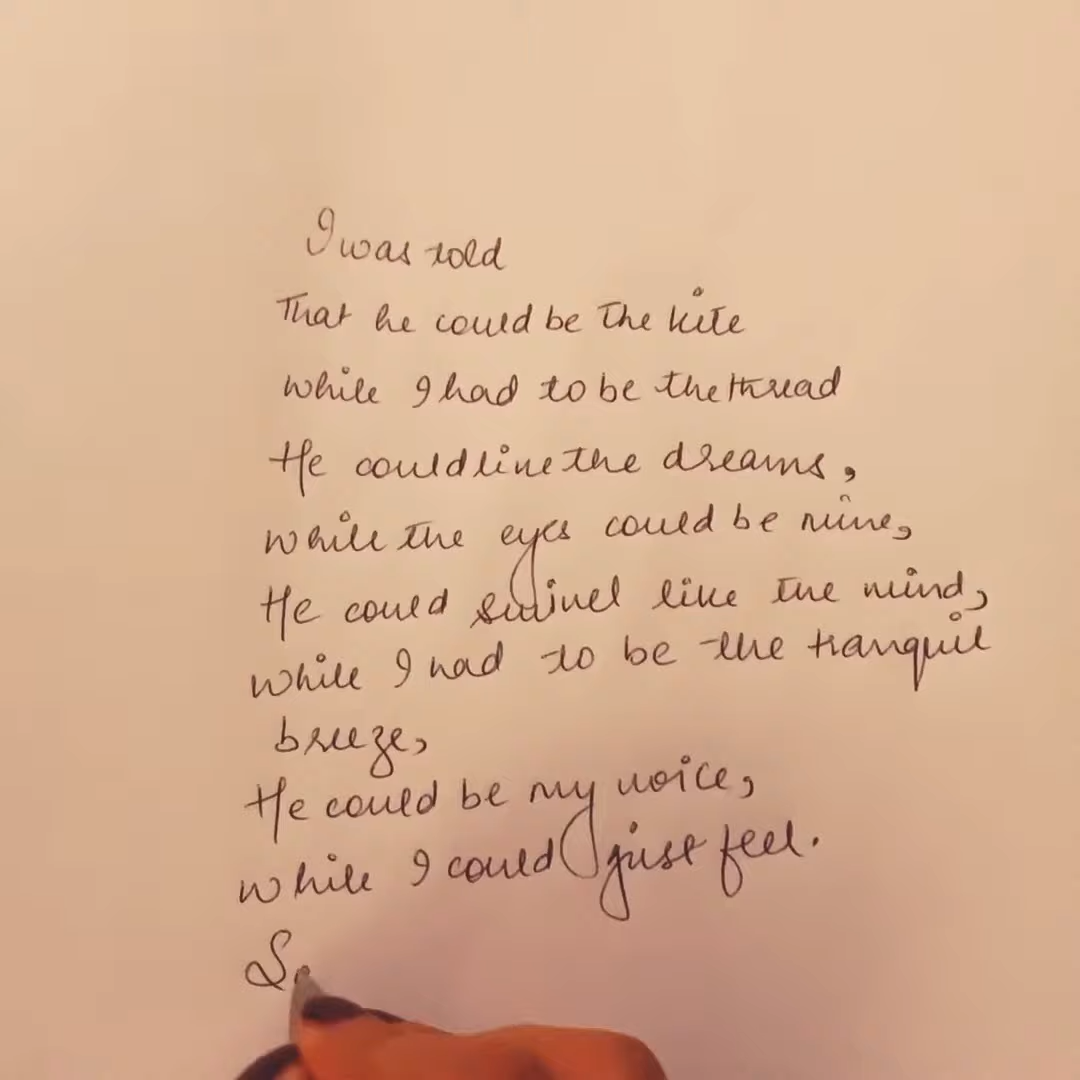 I was told
That he could be the kite
while I had to be the thread
He could live the dreams,
while the eyes could be mine,
He could swivel like the wind,
while I had to be the tranquil
breeze,
He could be my voice,
while I could just feel.